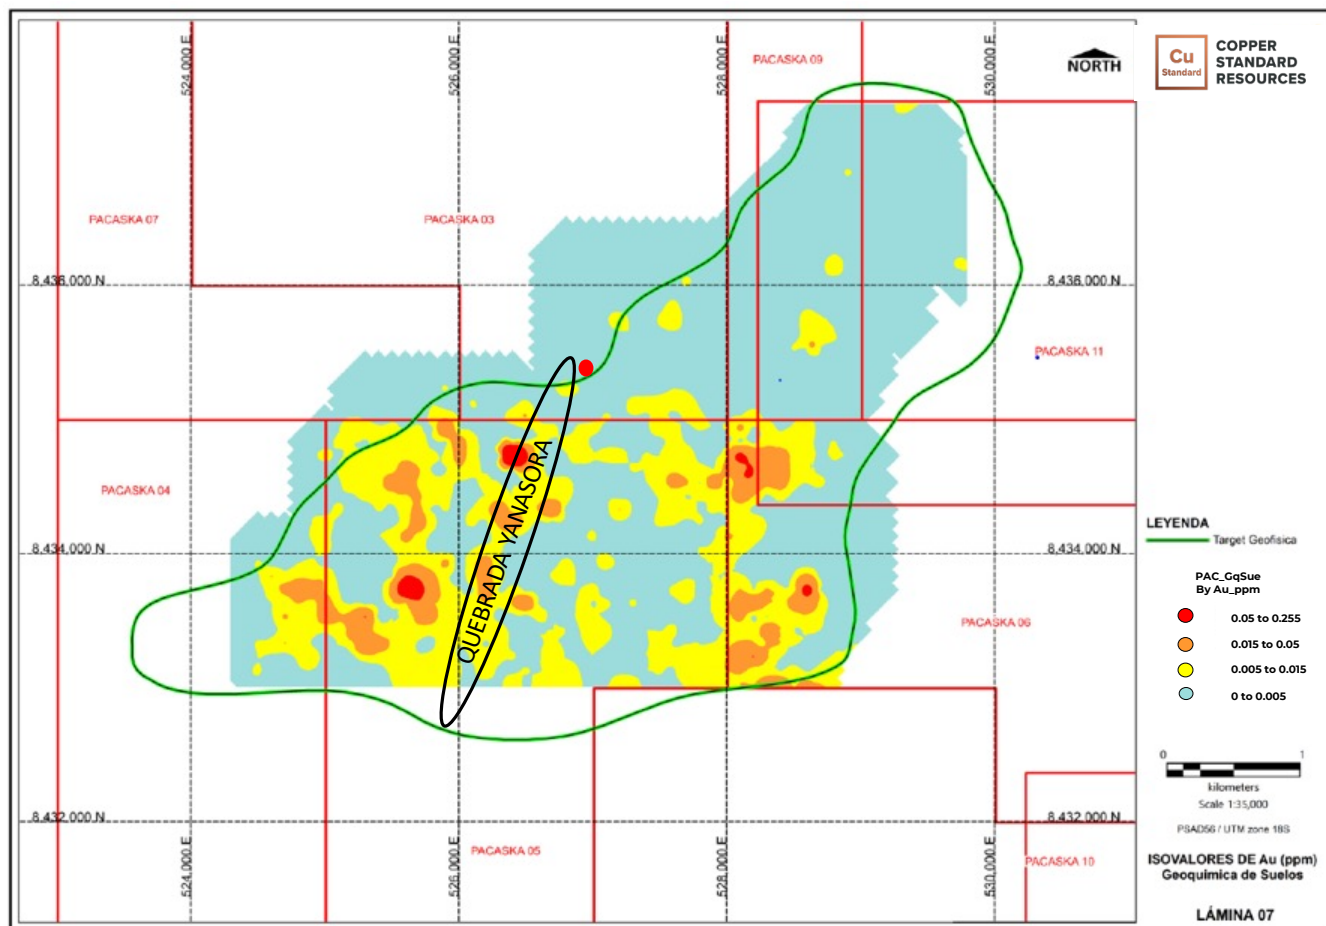 524,000 E
526,000 E
528,000 E
530,000 E
NORTH
PACASKA 09
Cu
Standard
COPPER
STANDARD
RESOURCES
PACASKA 07
PACASKA 03
8,436,000 N
8,436,000 N
PACASKA 11
PACASKA 04
QUEBRADA YANASORA
8,434,000 N
8,434,000 N
PACASKA 06
LEYENDA
Target Geofisica
PAC_GqSue
By Au_ppm
0.05 to 0.255
0.015 to 0.05
0.005 to 0.015
0 to 0.005
0 1
kilometers
Scale 1:35,000
PSAD56 / UTM zone 18S
8,432,000 N
8,432,000 N
PACASKA 05
PACASKA 10
524,000 E
526,000 E
528,000 E
530,000 E
ISOVALORES DE Au (ppm)
Geoquimica de Suelos
LÁMINA 07